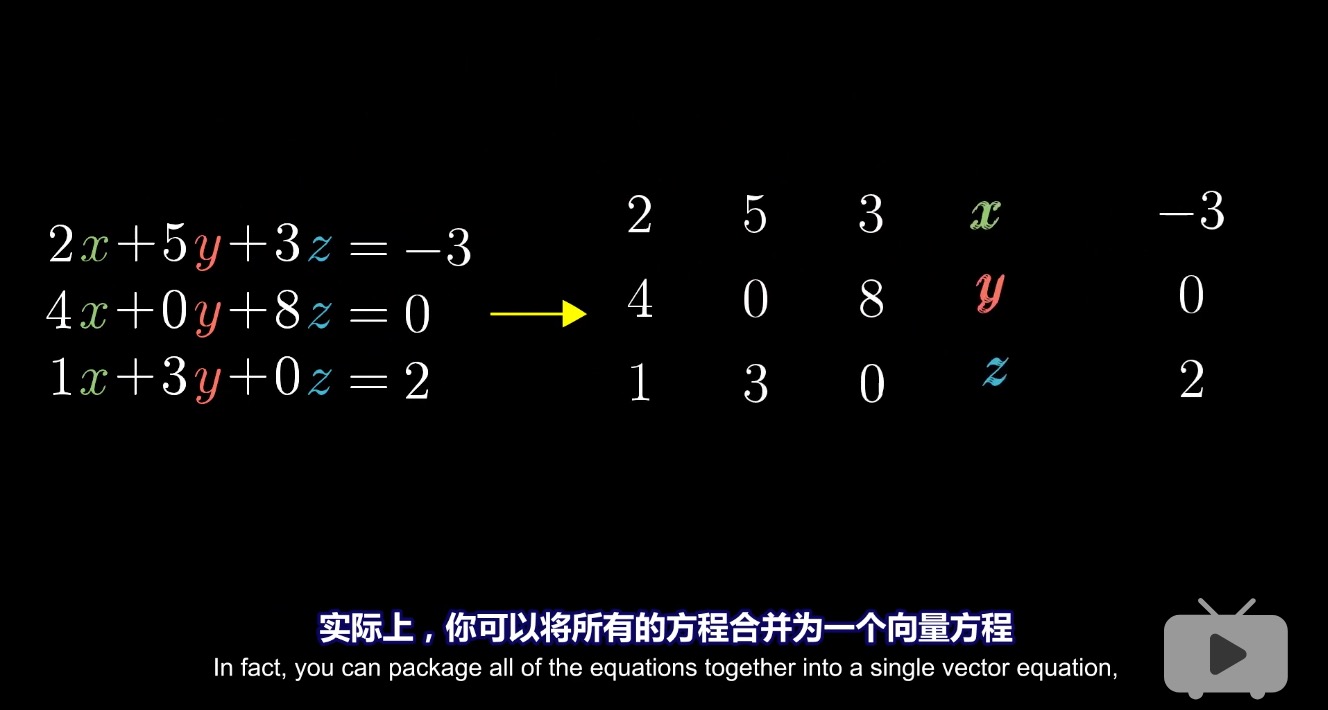 2x+5y+3z = −3
4x+0y+8z = 0
1x+3y+0z = 2
2 5 3 x −3
4 0 8 y 0
1 3 0 z 2
实际上，你可以将所有的方程合并为一个向量方程
In fact, you can package all of the equations together into a single vector equation,